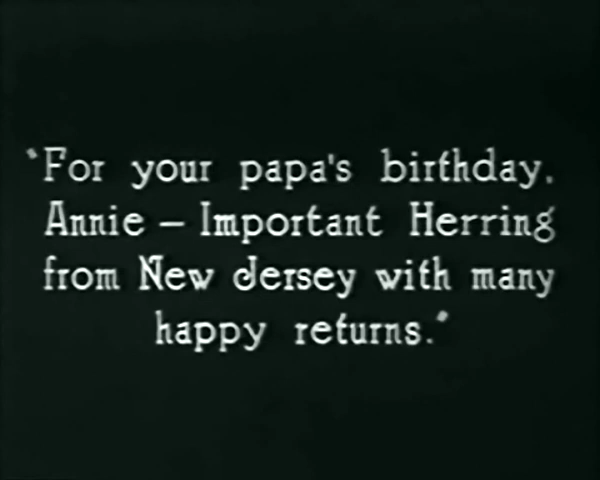 "For your papa's birthday.
Annie – Important Herring
from New Jersey with many
happy returns."